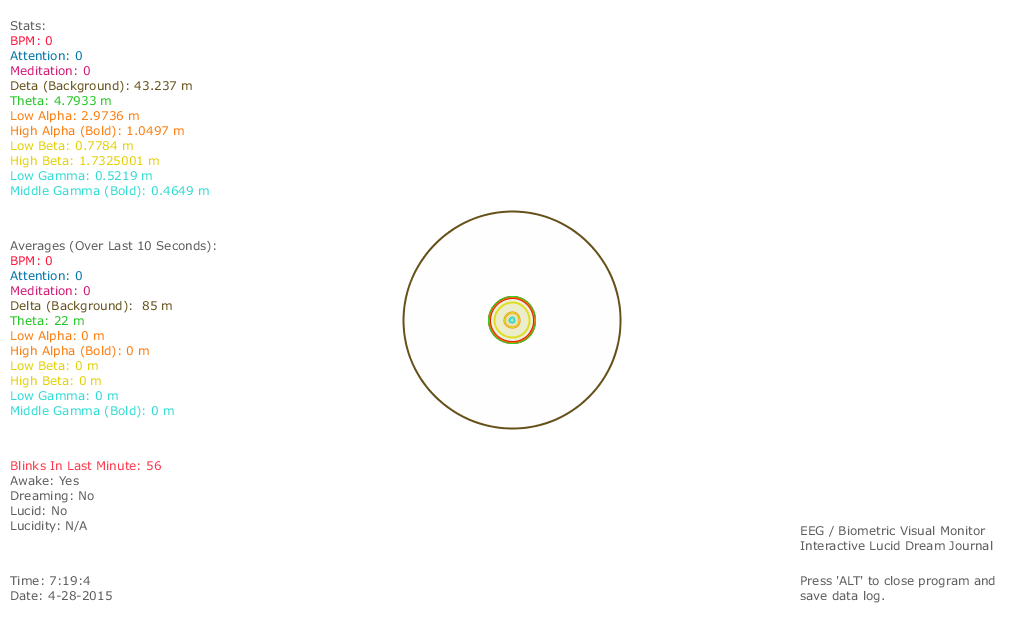 Stats:
BPM: 0
Attention: 0
Meditation: 0
Deta (Background): 43.237 m
Theta: 4.7933 m
Low Alpha: 2.9736 m
High Alpha (Bold): 1.0497 m
Low Beta: 0.7784 m
High Beta: 1.7325001 m
Low Gamma: 0.5219 m
Middle Gamma (Bold): 0.4649 m
Averages (Over Last 10 Seconds):
BPM: 0
Attention: 0
Meditation: 0
Delta (Background):  85 m
Theta: 22 m
Low Alpha: 0 m
High Alpha (Bold): 0 m
Low Beta: 0 m
High Beta: 0 m
Low Gamma: 0 m
Middle Gamma (Bold): 0 m
Blinks In Last Minute: 56
Awake: Yes
Dreaming: No
Lucid: No
Lucidity: N/A
Time: 7:19:4
Date: 4-28-2015
EEG / Biometric Visual Monitor
Interactive Lucid Dream Journal
Press 'ALT' to close program and
save data log.